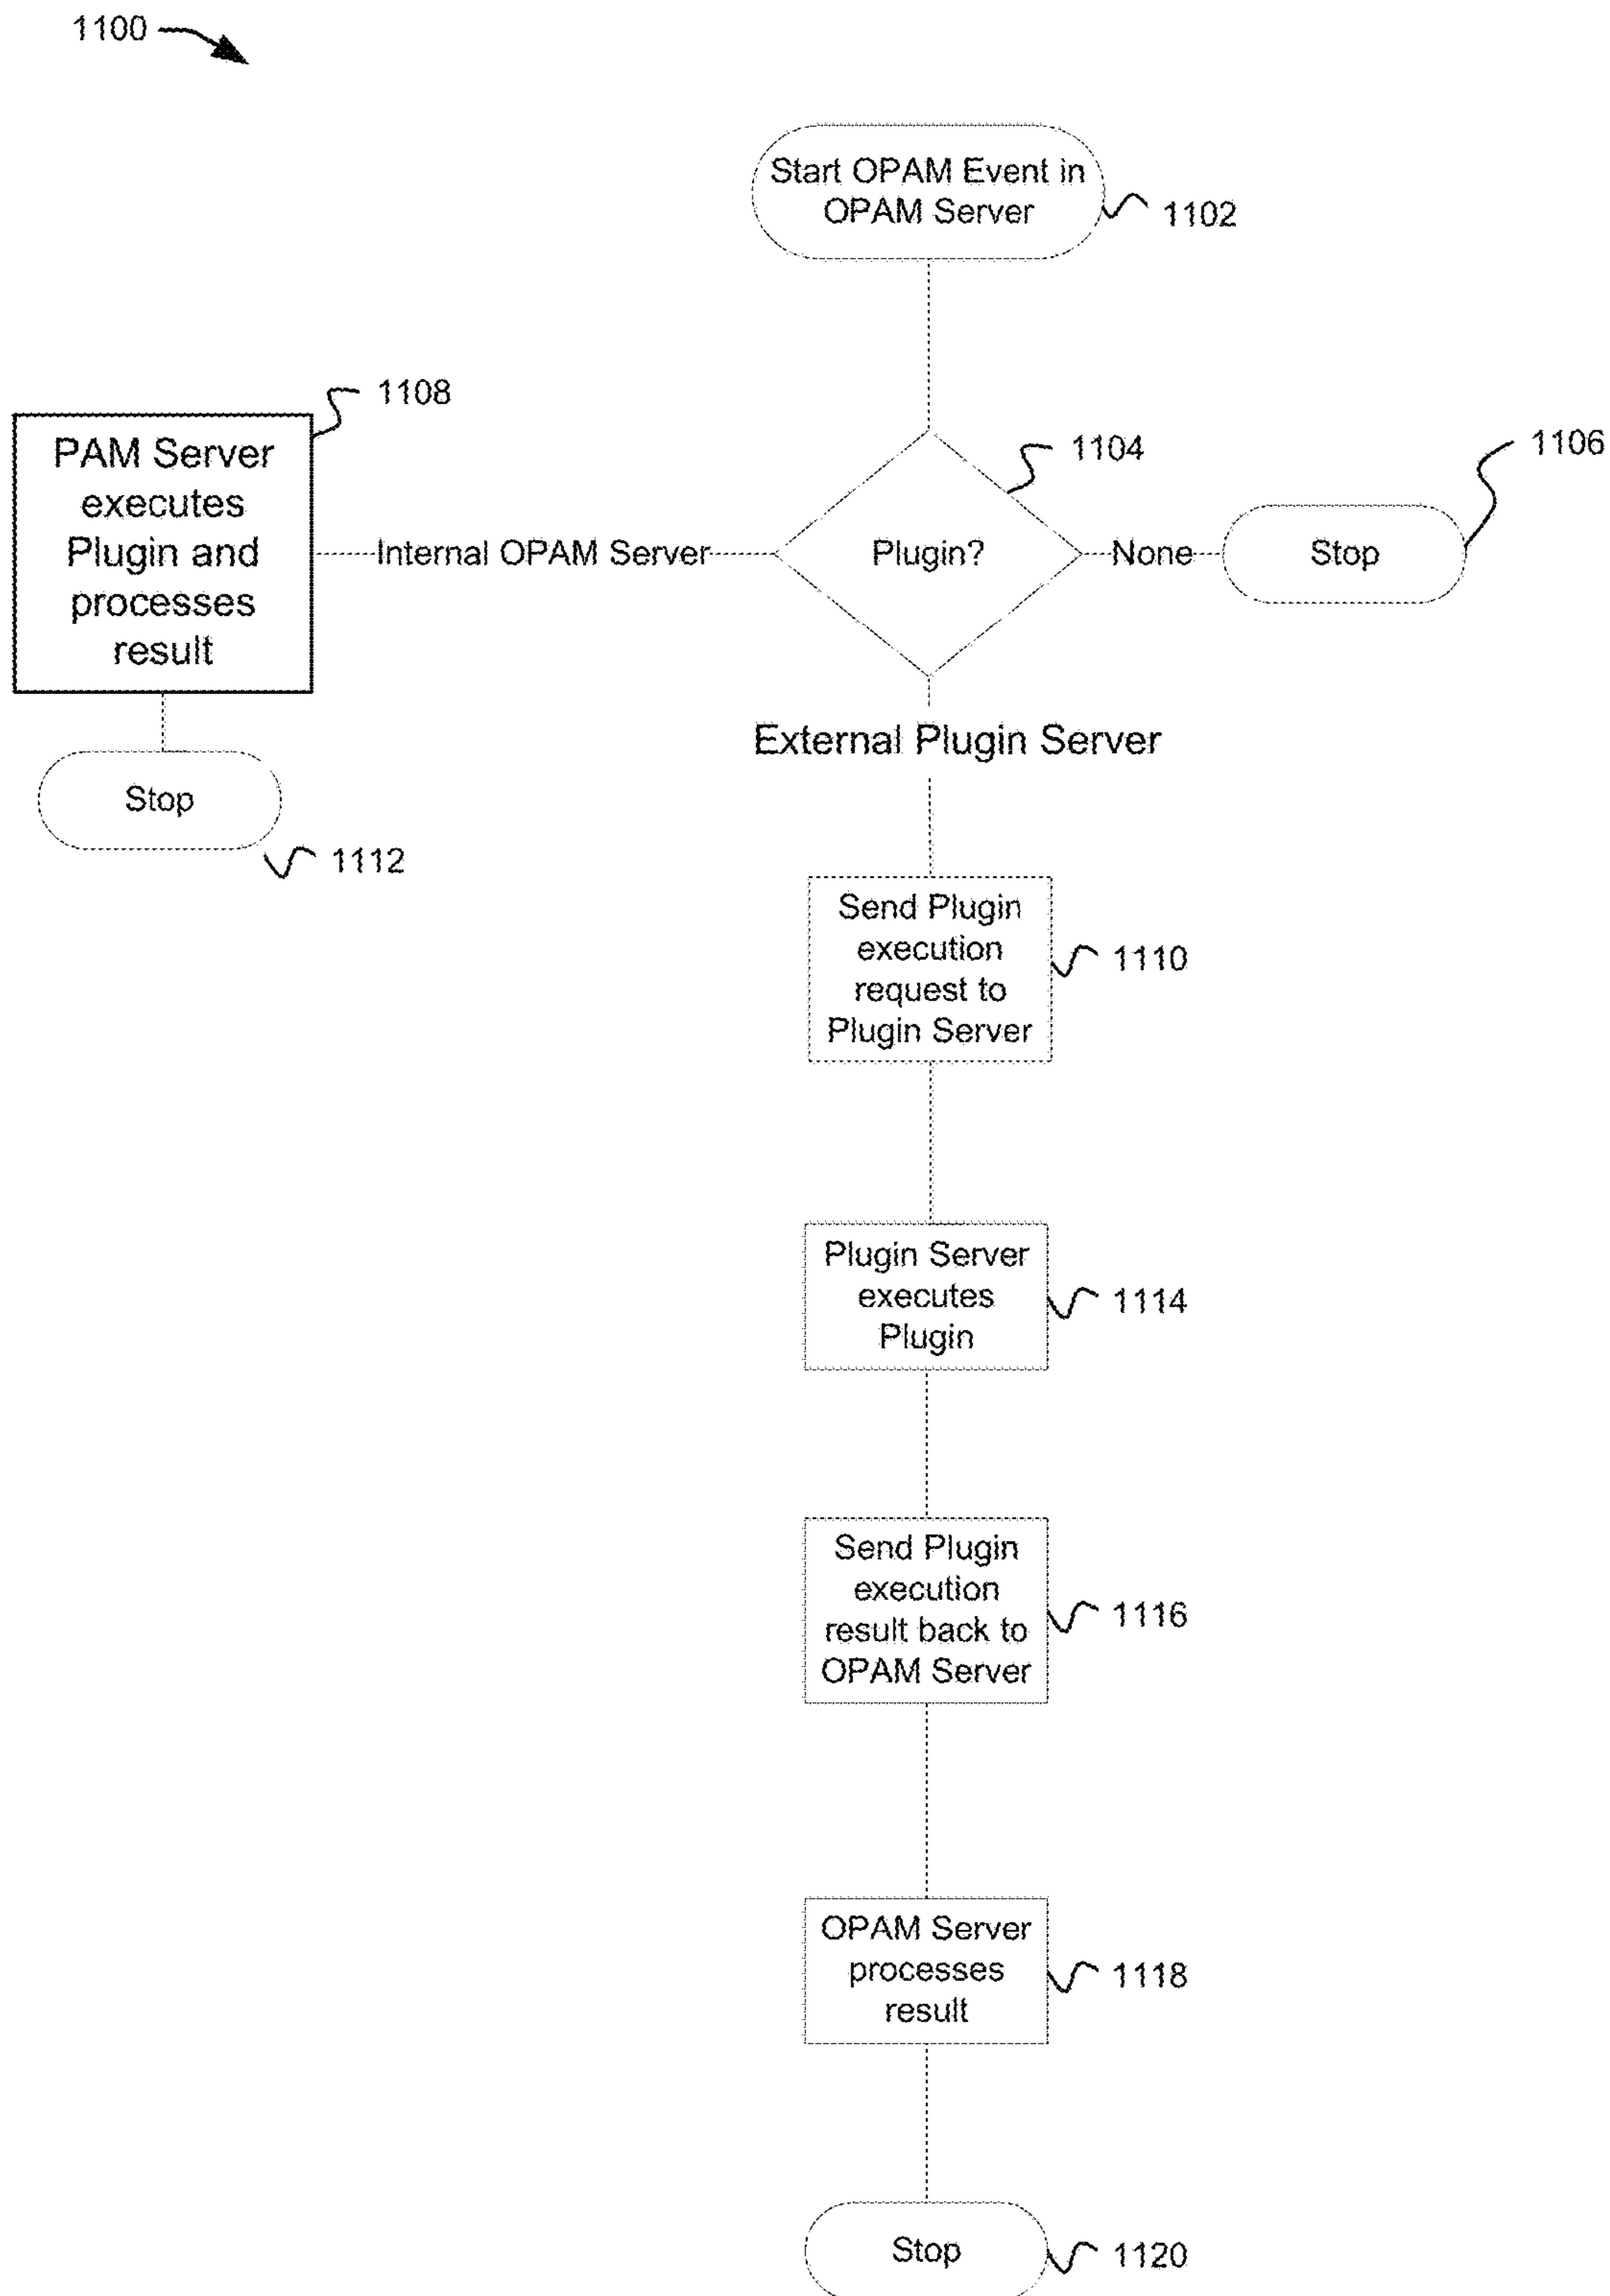 1100
Start OPAM Event in
OPAM Server
1102
1108
PAM Server
executes
Plugin and
processes
result
Internal OPAM Server
1104
Plugin?
None
1106
Stop
Stop
1112
External Plugin Server
Send Plugin
execution
request to
Plugin Server
1110
Plugin Server
executes
Plugin
1114
Send Plugin
execution
result back to
OPAM Server
1116
OPAM Server
processes
result
1118
Stop
1120